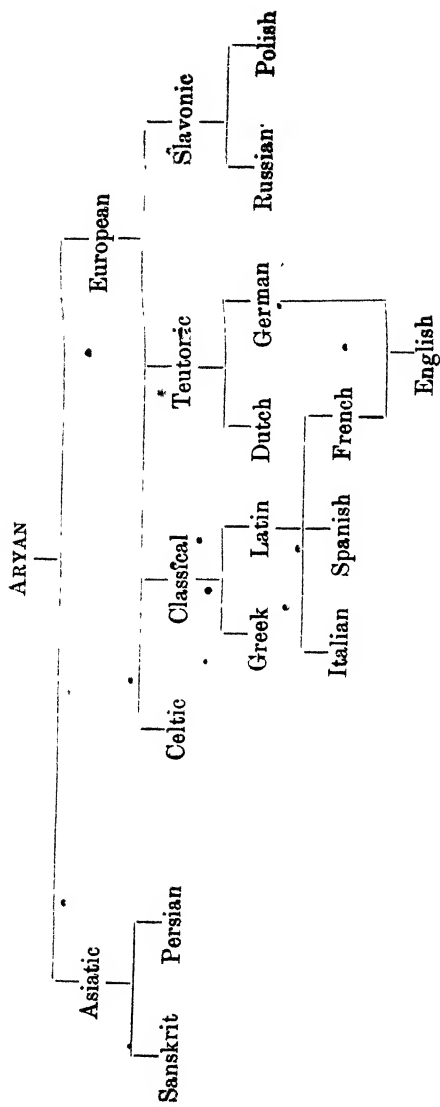 ARYAN
Asiatic European
Sanskrit Persian Celtic Classical Teutonic Slavonic
Greek Latin Dutch German Russian Polish
Italian Spanish French
English